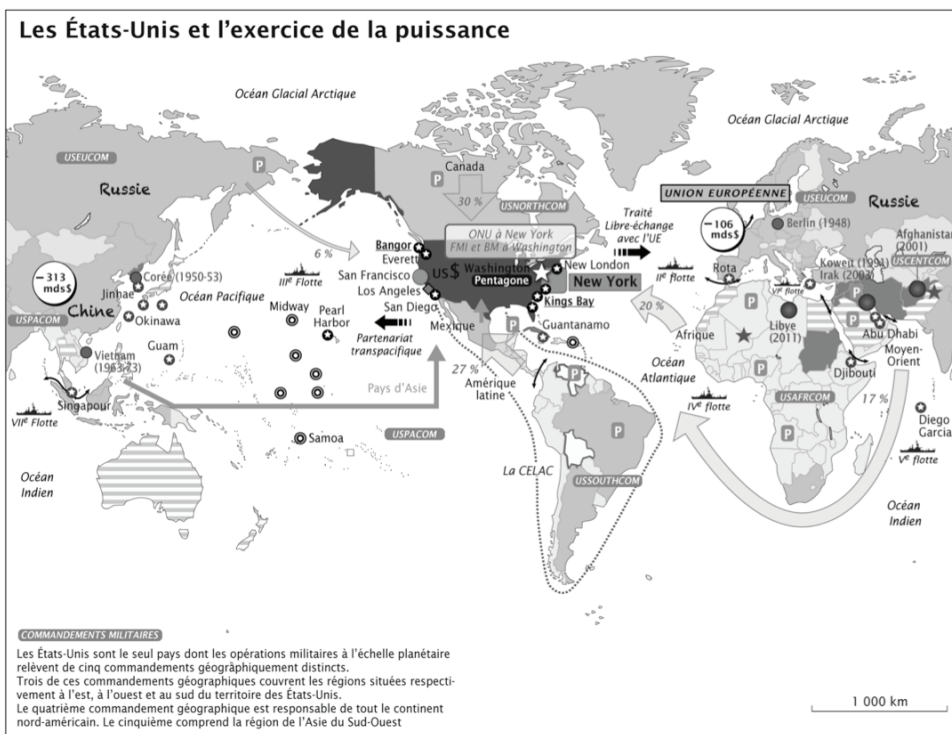 Les États-Unis et l'exercice de la puissance
Océan Glacial Arctique
Océan Glacial Arctique
USEUCOM
P
Canada
P
Russie
30 %
USNORTHCOM
UNION EUROPÉENNE
USEUCOM
Russie
Traité
Libre-échange
avec l'UE
−106
mds$
Berlin (1948)
ONU à New York
FMI et BM à Washington
Afghanistan
(2001)
6 %
Bangor
Everett
US$
Washington
Pentagone
New London
New York
IIe flotte
Rota
VIe flotte
Koweit (1991)
Irak (2003)
USCENTCOM
−313
mds$
Corée (1950-53)
Jinhae
IIIe Flotte
San Francisco
Los Angeles
San Diego
Kings Bay
Chine
Océan Pacifique
Midway
Pearl
Harbor
Partenariat
transpacifique
Mexique
P
Guantanamo
20 %
Afrique
P
Libye
(2011)
P
Abu Dhabi
Moyen-
Orient
USPACOM
Okinawa
Guam
Vietnam
(1963-73)
Singapour
VIIe Flotte
Pays d'Asie
27 %
Amérique
latine
P
Océan
Atlantique
P
P
Djibouti
17 %
IVe flotte
USAFRCOM
Diego
Garcia
Ve flotte
Samoa
USPACOM
P
P
La CELAC
USSOUTHCOM
Océan
Indien
Océan
Indien
COMMANDEMENTS MILITAIRES
Les États-Unis sont le seul pays dont les opérations militaires à l'échelle planétaire
relèvent de cinq commandements géogràphiquement distincts.
Trois de ces commandements géographiques couvrent les régions situées respecti-
vement à l'est, à l'ouest et au sud du territoire des États-Unis.
Le quatrième commandement géographique est responsable de tout le continent
nord-américain. Le cinquième comprend la région de l'Asie du Sud-Ouest
1 000 km